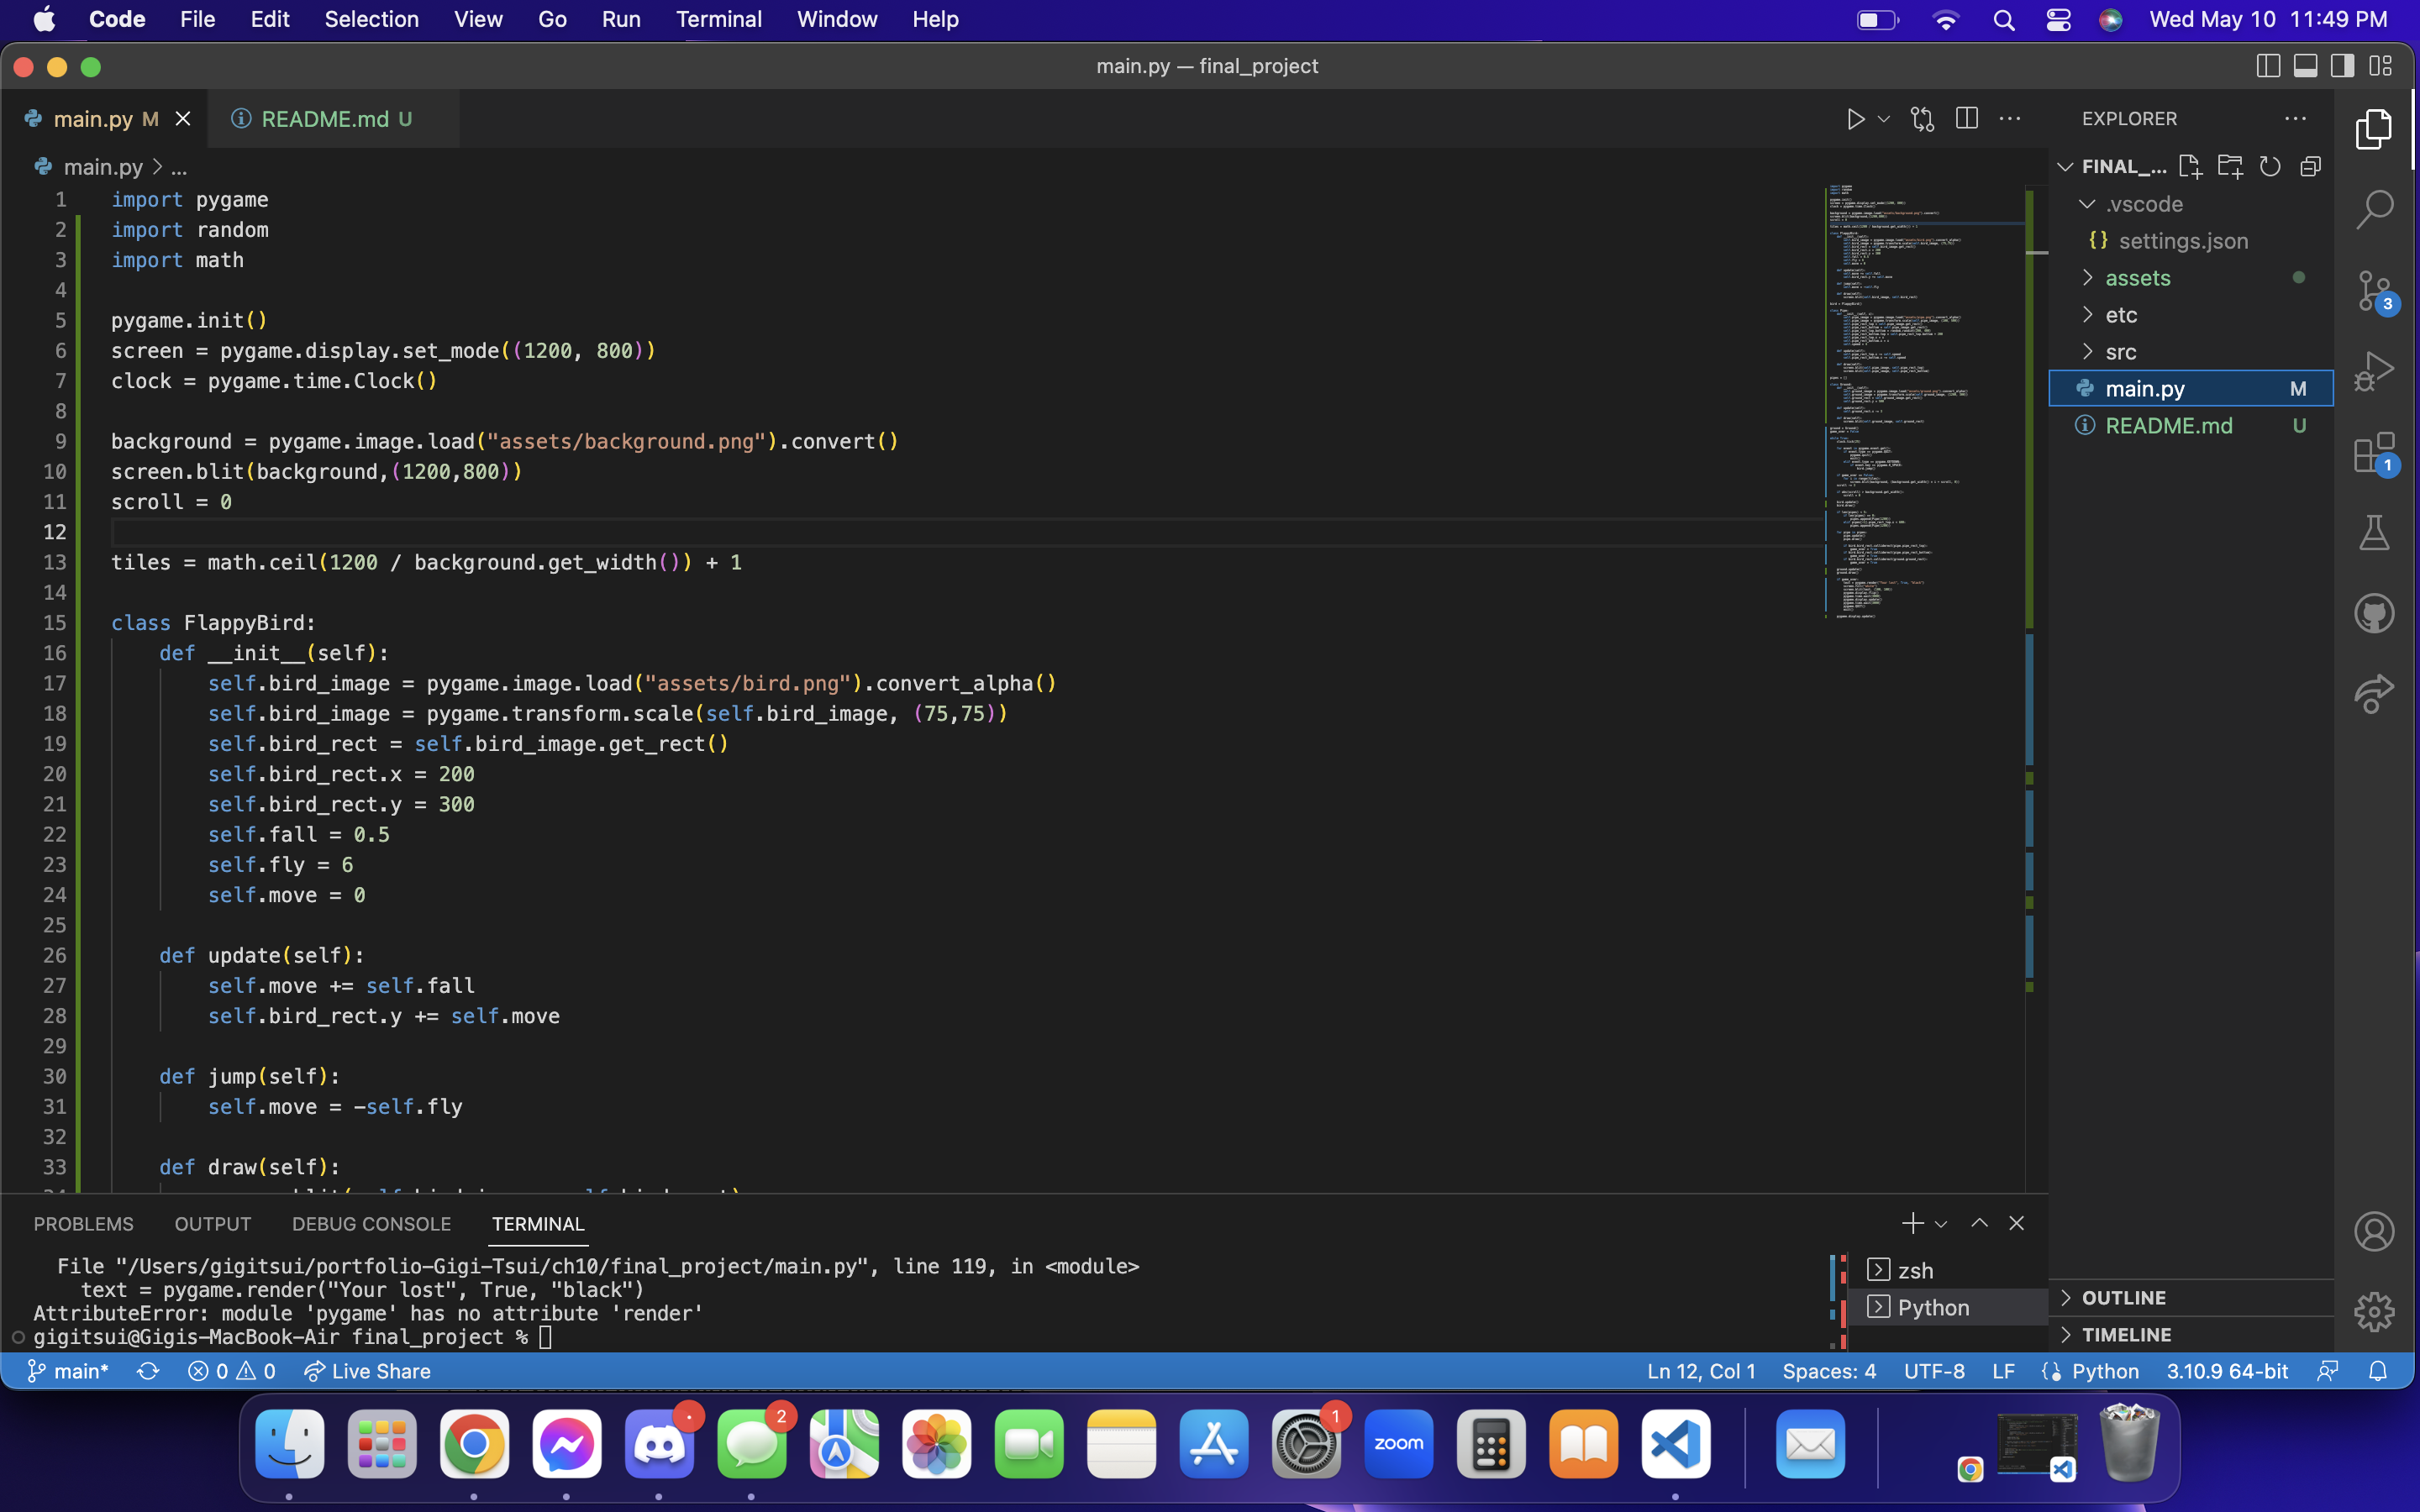 Code File Edit Selection View Go Run Terminal Window Help Wed May 10 11:49 PM
main.py — final_project
main.py M README.md U
EXPLORER
main.py > ...
FINAL_...
.vscode
{} settings.json
assets
etc
src
main.py M
README.md U
3
1
1 import pygame
2 import random
3 import math
4
5 pygame.init()
6 screen = pygame.display.set_mode((1200, 800))
7 clock = pygame.time.Clock()
8
9 background = pygame.image.load("assets/background.png").convert()
10 screen.blit(background,(1200,800))
11 scroll = 0
12
13 tiles = math.ceil(1200 / background.get_width()) + 1
14
15 class FlappyBird:
16 def __init__(self):
17 self.bird_image = pygame.image.load("assets/bird.png").convert_alpha()
18 self.bird_image = pygame.transform.scale(self.bird_image, (75,75))
19 self.bird_rect = self.bird_image.get_rect()
20 self.bird_rect.x = 200
21 self.bird_rect.y = 300
22 self.fall = 0.5
23 self.fly = 6
24 self.move = 0
25
26 def update(self):
27 self.move += self.fall
28 self.bird_rect.y += self.move
29
30 def jump(self):
31 self.move = -self.fly
32
33 def draw(self):
PROBLEMS OUTPUT DEBUG CONSOLE TERMINAL
File "/Users/gigitsui/portfolio-Gigi-Tsui/ch10/final_project/main.py", line 119, in <module>
text = pygame.render("Your lost", True, "black")
AttributeError: module 'pygame' has no attribute 'render'
gigitsui@Gigis-MacBook-Air final_project %
zsh
Python
OUTLINE
TIMELINE
main* 0 0 Live Share Ln 12, Col 1 Spaces: 4 UTF-8 LF Python 3.10.9 64-bit
2 1
zoom